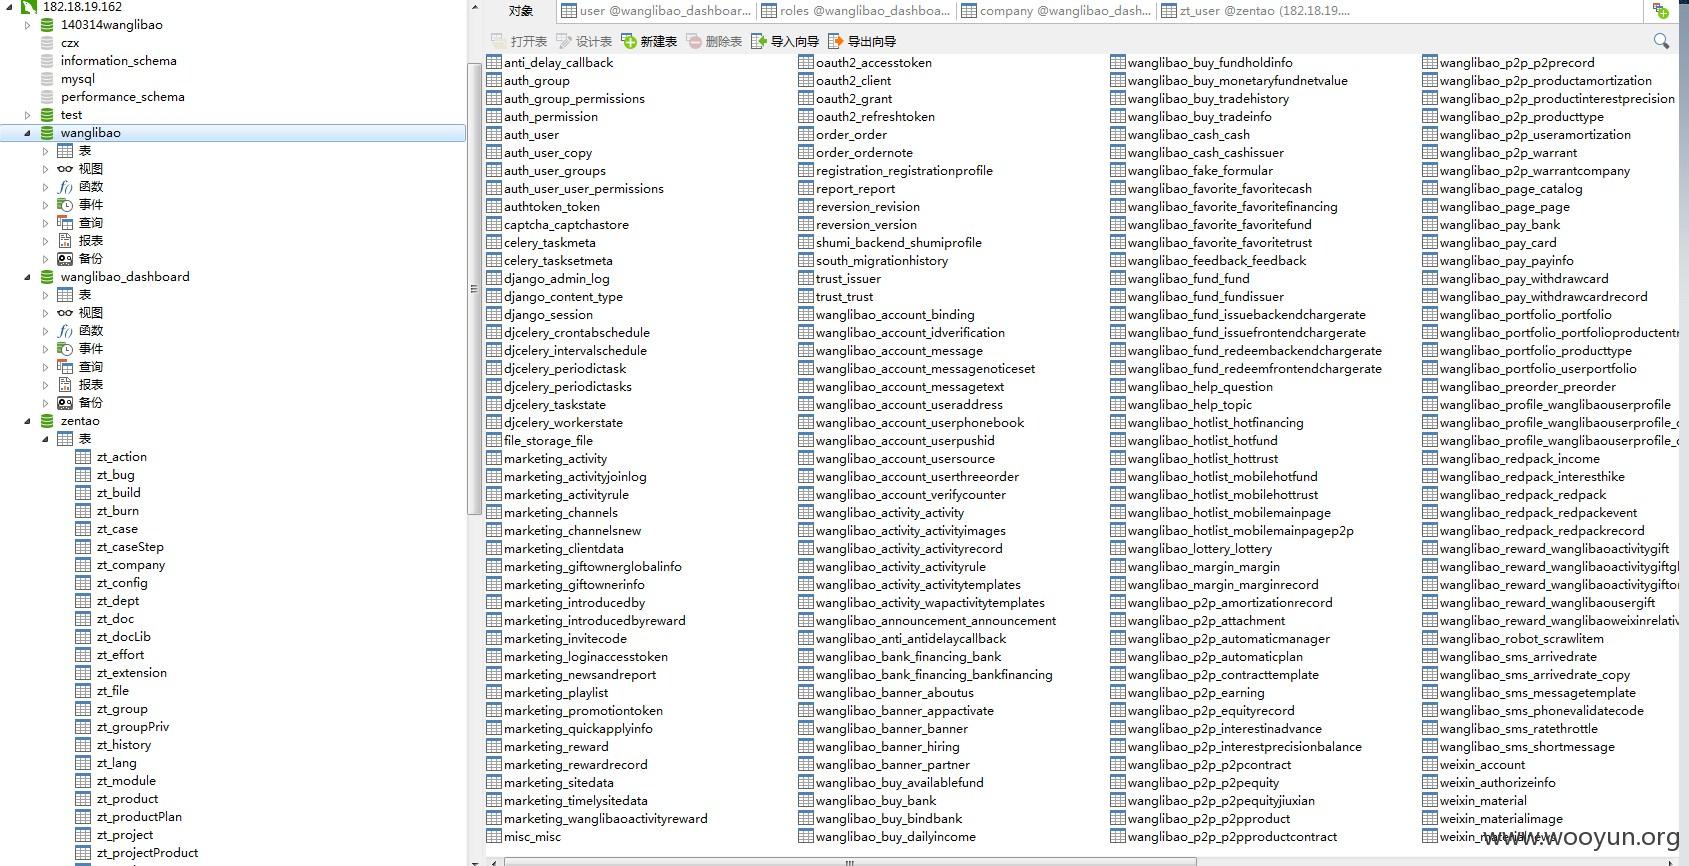 182.18.19.162
140314wanglibao
czx
information_schema
mysql
performance_schema
test
wanglibao
表
视图
函数
事件
查询
报表
备份
wanglibao_dashboard
表
视图
函数
事件
查询
报表
备份
zentao
表
zt_action
zt_bug
zt_build
zt_burn
zt_case
zt_caseStep
zt_company
zt_config
zt_dept
zt_doc
zt_docLib
zt_effort
zt_extension
zt_file
zt_group
zt_groupPriv
zt_history
zt_lang
zt_module
zt_product
zt_productPlan
zt_project
zt_projectProduct
对象 user @wanglibao_dashboar... roles @wanglibao_dashboa... company @wanglibao_dash... zt_user @zentao (182.18.19....
打开表 设计表 新建表 删除表 导入向导 导出向导
anti_delay_callback
auth_group
auth_group_permissions
auth_permission
auth_user
auth_user_copy
auth_user_groups
auth_user_user_permissions
authtoken_token
captcha_captchastore
celery_taskmeta
celery_tasksetmeta
django_admin_log
django_content_type
django_session
djcelery_crontabschedule
djcelery_intervalschedule
djcelery_periodictask
djcelery_periodictasks
djcelery_taskstate
djcelery_workerstate
file_storage_file
marketing_activity
marketing_activityjoinlog
marketing_activityrule
marketing_channels
marketing_channelsnew
marketing_clientdata
marketing_giftownerglobalinfo
marketing_giftownerinfo
marketing_introducedby
marketing_introducedbyreward
marketing_invitecode
marketing_loginaccesstoken
marketing_newsandreport
marketing_playlist
marketing_promotiontoken
marketing_quickapplyinfo
marketing_reward
marketing_rewardrecord
marketing_sitedata
marketing_timelysitedata
marketing_wanglibaoactivityreward
misc_misc
oauth2_accesstoken
oauth2_client
oauth2_grant
oauth2_refreshtoken
order_order
order_ordernote
registration_registrationprofile
report_report
reversion_revision
reversion_version
shumi_backend_shumiprofile
south_migrationhistory
trust_issuer
trust_trust
wanglibao_account_binding
wanglibao_account_idverification
wanglibao_account_message
wanglibao_account_messagenoticeset
wanglibao_account_messagetext
wanglibao_account_useraddress
wanglibao_account_userphonebook
wanglibao_account_userpushid
wanglibao_account_usersource
wanglibao_account_userthreeorder
wanglibao_account_verifycounter
wanglibao_activity_activity
wanglibao_activity_activityimages
wanglibao_activity_activityrecord
wanglibao_activity_activityrule
wanglibao_activity_activitytemplates
wanglibao_activity_wapactivitytemplates
wanglibao_announcement_announcement
wanglibao_anti_antidelaycallback
wanglibao_bank_financing_bank
wanglibao_bank_financing_bankfinancing
wanglibao_banner_aboutus
wanglibao_banner_appactivate
wanglibao_banner_banner
wanglibao_banner_hiring
wanglibao_banner_partner
wanglibao_buy_availablefund
wanglibao_buy_bank
wanglibao_buy_bindbank
wanglibao_buy_dailyincome
wanglibao_buy_fundholdinfo
wanglibao_buy_monetaryfundnetvalue
wanglibao_buy_tradehistory
wanglibao_buy_tradeinfo
wanglibao_cash_cash
wanglibao_cash_cashissuer
wanglibao_fake_formular
wanglibao_favorite_favoritecash
wanglibao_favorite_favoritefinancing
wanglibao_favorite_favoritefund
wanglibao_favorite_favoritetrust
wanglibao_feedback_feedback
wanglibao_fund_fund
wanglibao_fund_fundissuer
wanglibao_fund_issuebackendchargerate
wanglibao_fund_issuefrontendchargerate
wanglibao_fund_redeembackendchargerate
wanglibao_fund_redeemfrontendchargerate
wanglibao_help_question
wanglibao_help_topic
wanglibao_hotlist_hotfinancing
wanglibao_hotlist_hotfund
wanglibao_hotlist_hottrust
wanglibao_hotlist_mobilehotfund
wanglibao_hotlist_mobilehottrust
wanglibao_hotlist_mobilemainpage
wanglibao_hotlist_mobilemainpagep2p
wanglibao_lottery_lottery
wanglibao_margin_margin
wanglibao_margin_marginrecord
wanglibao_p2p_amortizationrecord
wanglibao_p2p_attachment
wanglibao_p2p_automaticmanager
wanglibao_p2p_automaticplan
wanglibao_p2p_contracttemplate
wanglibao_p2p_earning
wanglibao_p2p_equityrecord
wanglibao_p2p_interestinadvance
wanglibao_p2p_interestprecisionbalance
wanglibao_p2p_p2pcontract
wanglibao_p2p_p2pequity
wanglibao_p2p_p2pequityjiuxian
wanglibao_p2p_p2pproduct
wanglibao_p2p_p2pproductcontract
wanglibao_p2p_p2precord
wanglibao_p2p_productamortization
wanglibao_p2p_productinterestprecision
wanglibao_p2p_producttype
wanglibao_p2p_useramortization
wanglibao_p2p_warrant
wanglibao_p2p_warrantcompany
wanglibao_page_catalog
wanglibao_page_page
wanglibao_pay_bank
wanglibao_pay_card
wanglibao_pay_payinfo
wanglibao_pay_withdrawcard
wanglibao_pay_withdrawcardrecord
wanglibao_portfolio_portfolio
wanglibao_portfolio_portfolioproductentr
wanglibao_portfolio_producttype
wanglibao_portfolio_userportfolio
wanglibao_preorder_preorder
wanglibao_profile_wanglibaouserprofile
wanglibao_profile_wanglibaouserprofile_c
wanglibao_profile_wanglibaouserprofile_c
wanglibao_redpack_income
wanglibao_redpack_interesthike
wanglibao_redpack_redpack
wanglibao_redpack_redpackevent
wanglibao_redpack_redpackrecord
wanglibao_reward_wanglibaoactivitygift
wanglibao_reward_wanglibaoactivitygiftgl
wanglibao_reward_wanglibaoactivitygiftor
wanglibao_reward_wanglibaousergift
wanglibao_reward_wanglibaoweixinrelativ
wanglibao_robot_scrawlitem
wanglibao_sms_arrivedrate
wanglibao_sms_arrivedrate_copy
wanglibao_sms_messagetemplate
wanglibao_sms_phonevalidatecode
wanglibao_sms_ratethrottle
wanglibao_sms_shortmessage
weixin_account
weixin_authorizeinfo
weixin_material
weixin_materialimage
www.wooyun.org